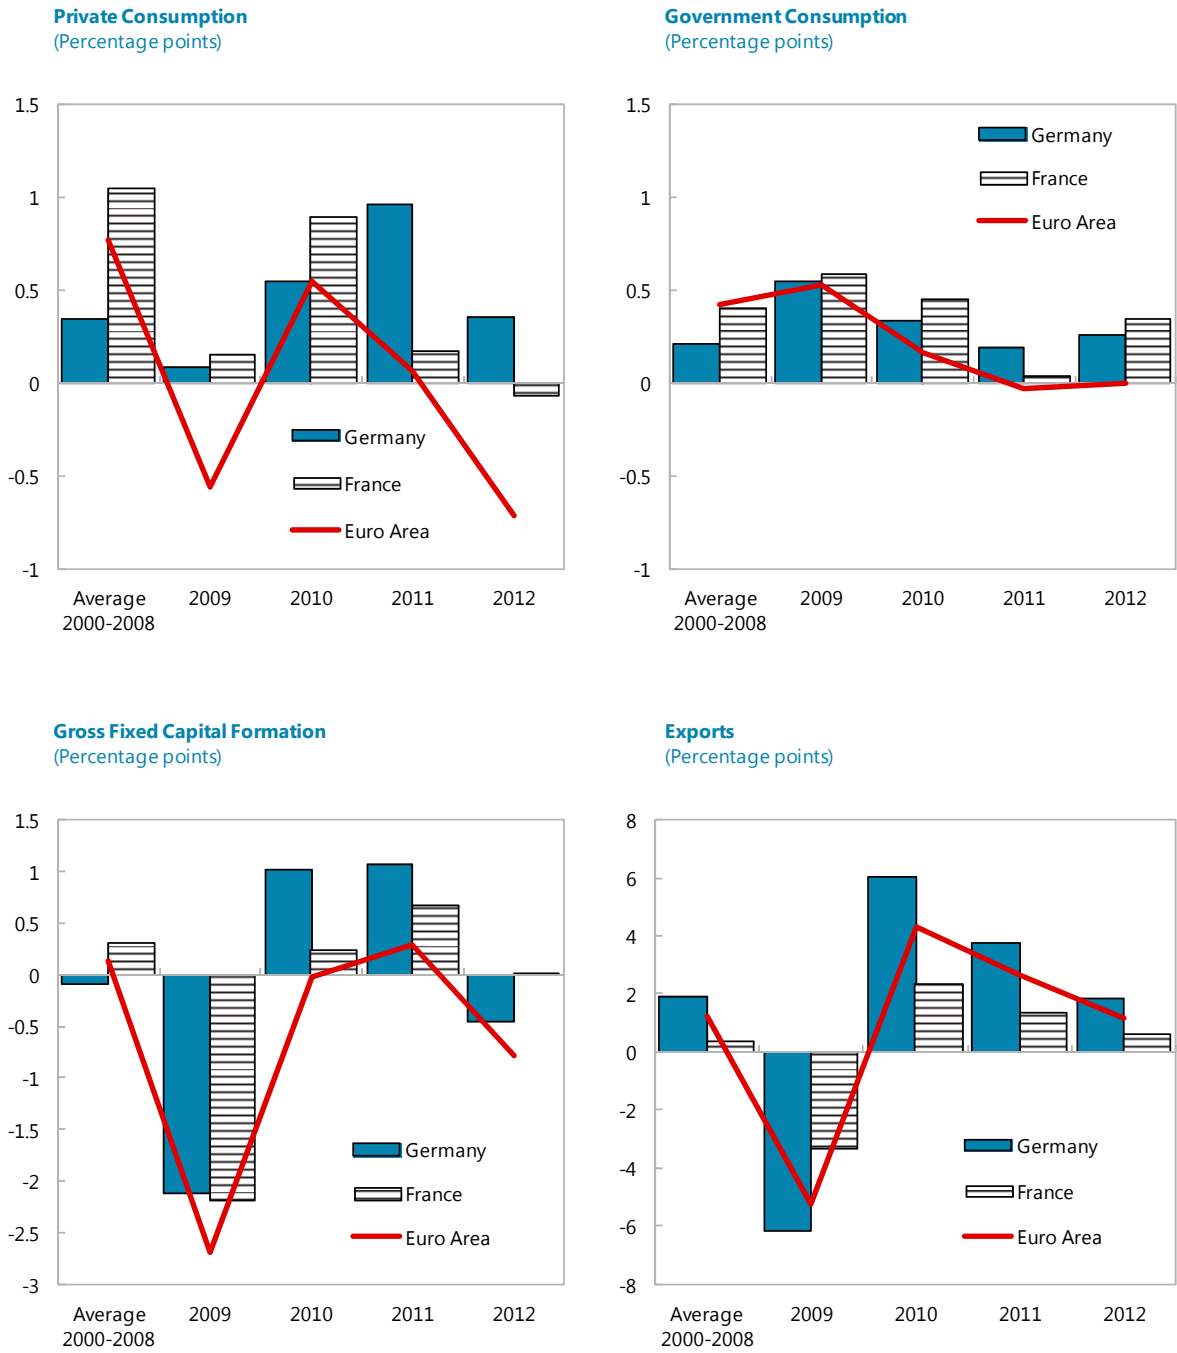 Private Consumption
(Percentage points)
1.5
1
0.5
0
-0.5
-1
Germany
France
Euro Area
Average
2000-2008
2009
2010
2011
2012
Government Consumption
(Percentage points)
1.5
1
0.5
0
-0.5
-1
Germany
France
Euro Area
Average
2000-2008
2009
2010
2011
2012
Gross Fixed Capital Formation
(Percentage points)
1.5
1
0.5
0
-0.5
-1
-1.5
-2
-2.5
-3
Germany
France
Euro Area
Average
2000-2008
2009
2010
2011
2012
Exports
(Percentage points)
8
6
4
2
0
-2
-4
-6
-8
Germany
France
Euro Area
Average
2000-2008
2009
2010
2011
2012